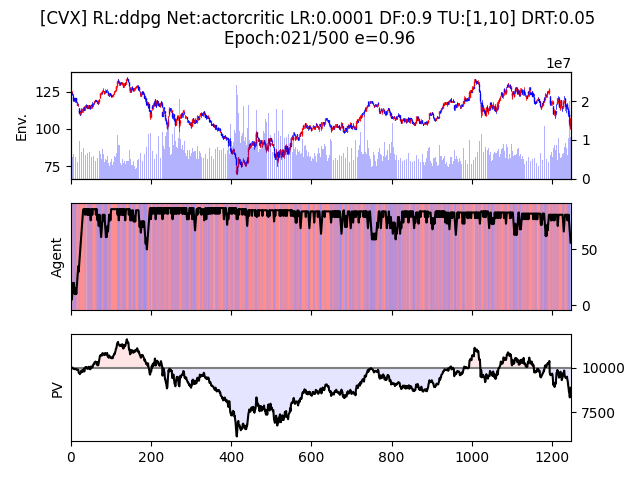 [CVX] RL:ddpg Net:actorcritic LR:0.0001 DF:0.9 TU:[1,10] DRT:0.05
Epoch:021/500 e=0.96
1e7
Env.
125
100
75
2
1
0
Agent
50
0
PV
10000
7500
0 200 400 600 800 1000 1200